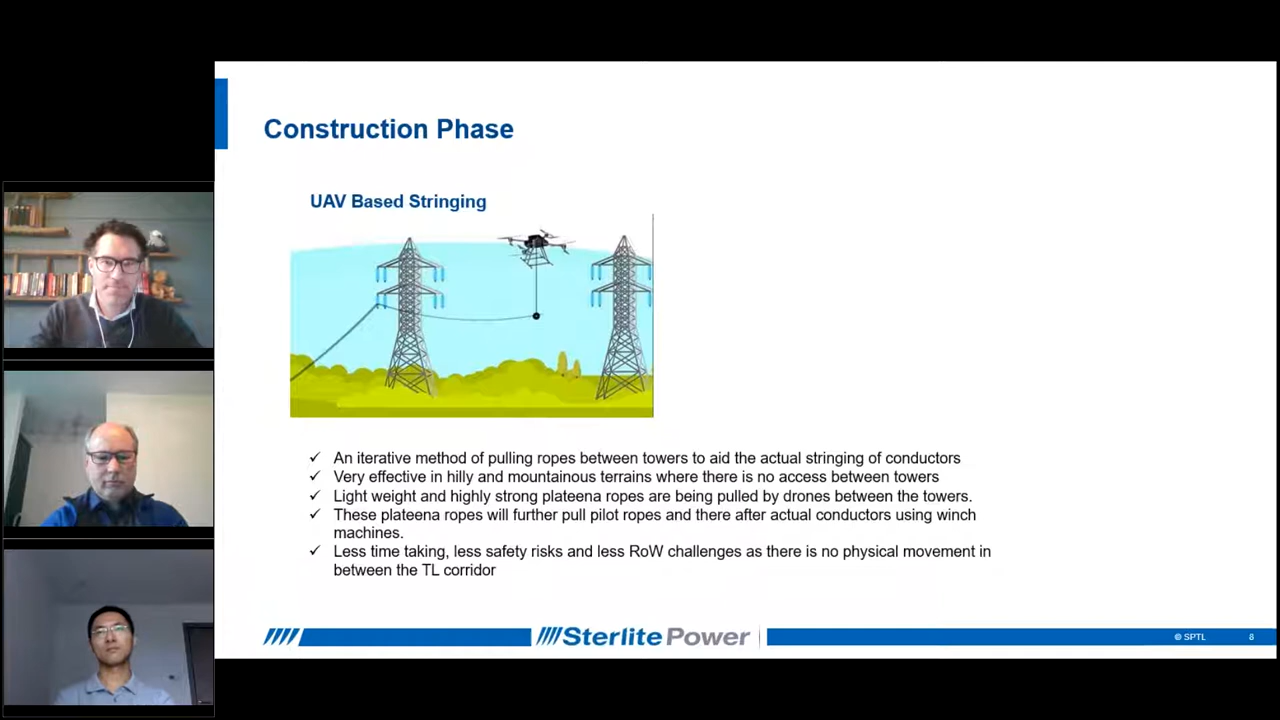 Construction Phase
UAV Based Stringing
✓ An iterative method of pulling ropes between towers to aid the actual stringing of conductors
✓ Very effective in hilly and mountainous terrains where there is no access between towers
✓ Light weight and highly strong plateena ropes are being pulled by drones between the towers.
✓ These plateena ropes will further pull pilot ropes and there after actual conductors using winch
machines.
✓ Less time taking, less safety risks and less RoW challenges as there is no physical movement in
between the TL corridor
Sterlite Power
© SPTL
8